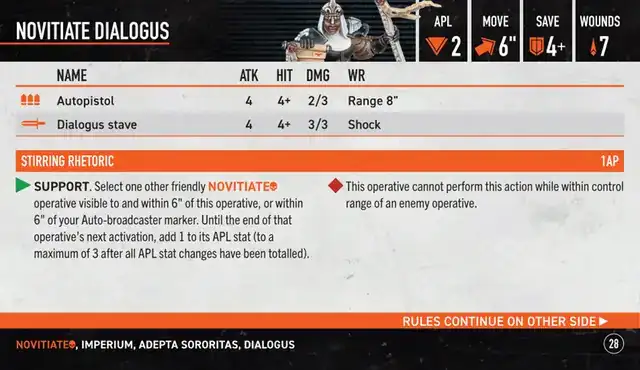 NOVITIATE DIALOGUS
APL
2
MOVE
6"
SAVE
4+
WOUNDS
7
NAME ATK HIT DMG WR
Autopistol 4 4+ 2/3 Range 8"
Dialogus stave 4 4+ 3/3 Shock
STIRRING RHETORIC 1AP
SUPPORT. Select one other friendly NOVITIATE
operative visible to and within 6" of this operative, or within
6" of your Auto-broadcaster marker. Until the end of that
operative's next activation, add 1 to its APL stat (to a
maximum of 3 after all APL stat changes have been totalled).
This operative cannot perform this action while within control
range of an enemy operative.
RULES CONTINUE ON OTHER SIDE
NOVITIATE, IMPERIUM, ADEPTA SORORITAS, DIALOGUS
28